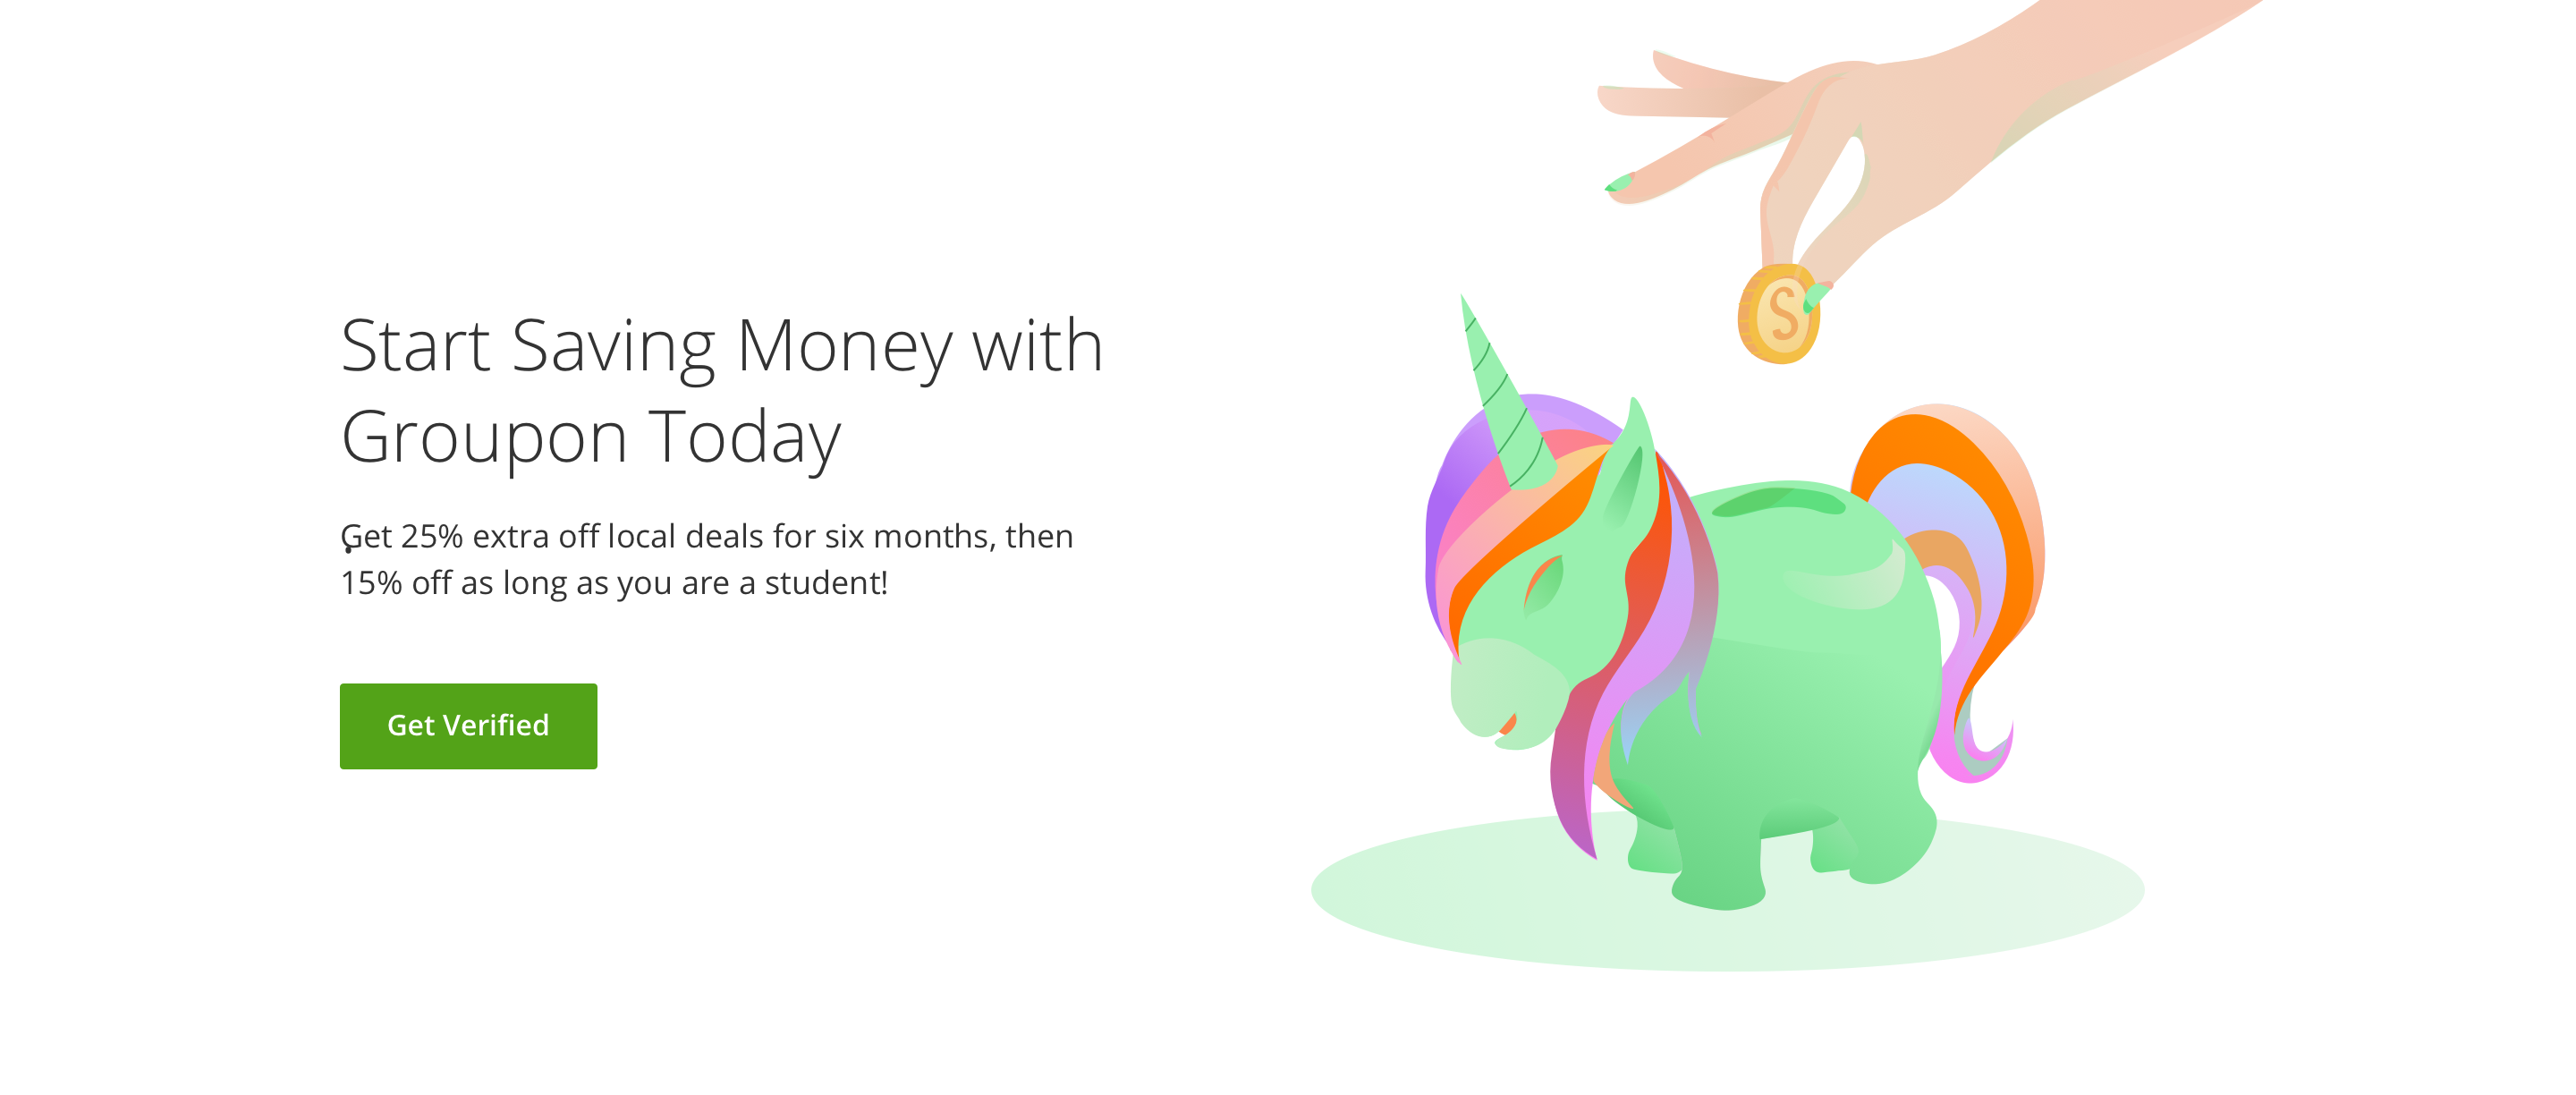 Start Saving Money with
Groupon Today
Get 25% extra off local deals for six months, then
15% off as long as you are a student!
Get Verified
S